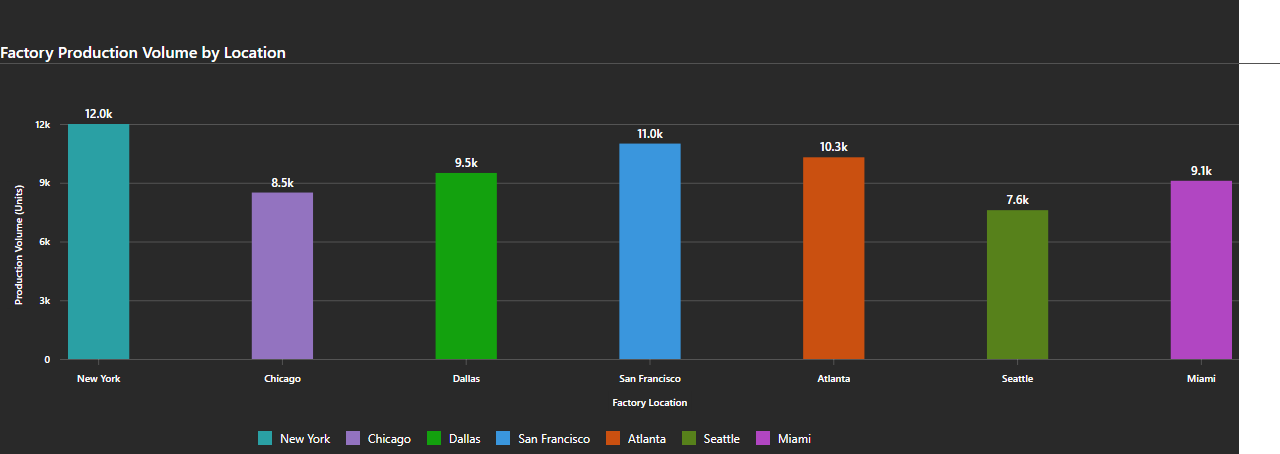 Factory Production Volume by Location
Production Volume (Units)
12k
9k
6k
3k
0
12.0k
8.5k
9.5k
11.0k
10.3k
7.6k
9.1k
New York
Chicago
Dallas
San Francisco
Atlanta
Seattle
Miami
Factory Location
New York Chicago Dallas San Francisco Atlanta Seattle Miami